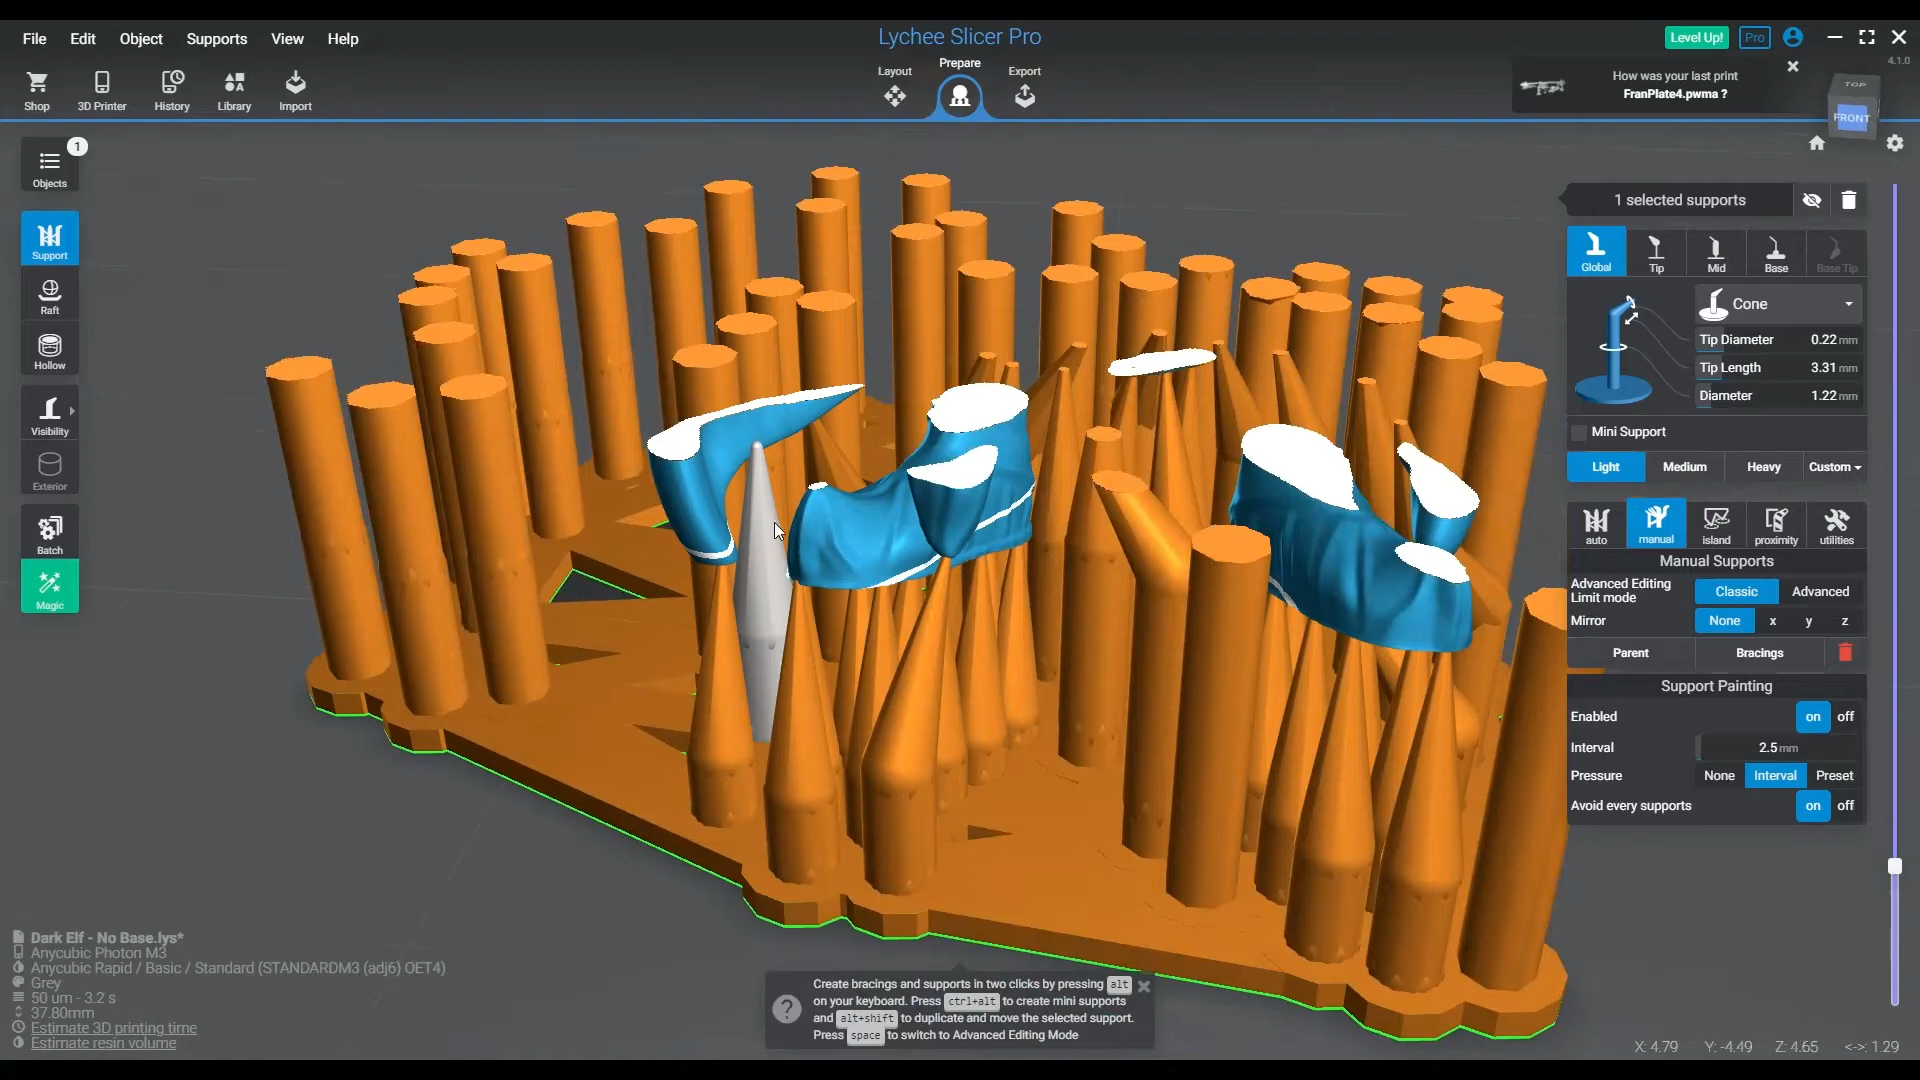 File Edit Object Supports View Help
Lychee Slicer Pro
Level Up! Pro
4.1.0
Shop 3D Printer History Library Import
Layout Prepare Export
How was your last print
FranPlate4.pwma ?
TOP
FRONT
1
Objects
Support
Raft
Hollow
Visibility
Exterior
Batch
Magic
1 selected supports
Global Tip Mid Base Base Tip
Cone
Tip Diameter 0.22 mm
Tip Length 3.31 mm
Diameter 1.22 mm
Mini Support
Light Medium Heavy Custom
auto manual island proximity utilities
Manual Supports
Advanced Editing
Limit mode
Classic Advanced
Mirror None x y z
Parent Bracings
Support Painting
Enabled on off
Interval 2.5 mm
Pressure None Interval Preset
Avoid every supports on off
Dark Elf - No Base.lys*
Anycubic Photon M3
Anycubic Rapid / Basic / Standard (STANDARDM3 (adj6) OET4)
Grey
50 um - 3.2 s
37.80mm
Estimate 3D printing time
Estimate resin volume
? Create bracings and supports in two clicks by pressing alt
on your keyboard. Press ctrl+alt to create mini supports
and alt+shift to duplicate and move the selected support.
Press space to switch to Advanced Editing Mode
X: 4.79 Y: -4.49 Z: 4.65 <->: 1.29